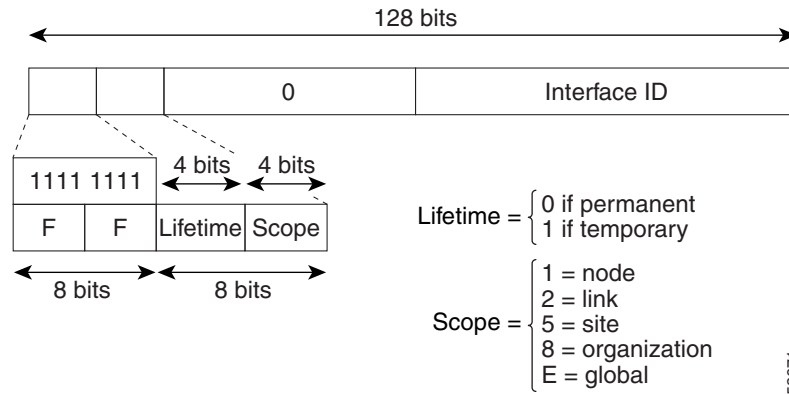 128 bits
0 Interface ID
4 bits 4 bits
1111 1111
F F Lifetime Scope
8 bits 8 bits
Lifetime = { 0 if permanent
1 if temporary
Scope = { 1 = node
2 = link
5 = site
8 = organization
E = global